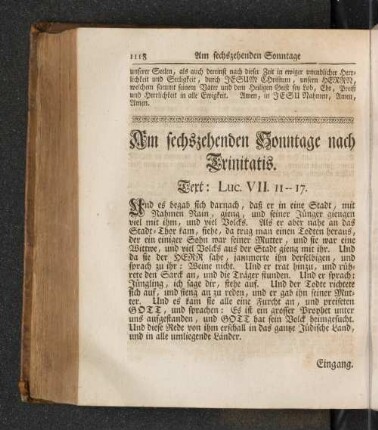 1118 Am sechszehenden Sonntage
unserer Seelen, als auch dereinst nach dieser Zeit in ewiger unendlicher Herr-
lichkeit und Seeligkeit, durch JESUM Christum, unsern HERRN,
welchem sammt seinem Vater und dem Heiligen Geist sey Lob, Ehr, Preiß
und Herrlichkeit in alle Ewigkeit. Amen, in JESU Nahmen, Amen,
Amen.
Am sechszehenden Sonntage nach
Trinitatis.
Text: Luc. VII. 11--17.
Und es begab sich darnach, daß er in eine Stadt, mit
Nahmen Nain, gieng, und seiner Jünger giengen
viel mit ihm, und viel Volcks. Als er aber nahe an das
Stadt-Thor kam, siehe, da trug man einen Todten heraus,
der ein einiger Sohn war seiner Mutter, und sie war eine
Witwe, und viel Volcks aus der Stadt gieng mit ihr. Und
da sie der HERR sahe, jammerte ihn derselbigen, und
sprach zu ihr: Weine nicht. Und er trat hinzu, und rüh-
rete den Sarck an, und die Träger stunden. Und er sprach:
Jüngling, ich sage dir, stehe auf. Und der Todte richtete
sich auf, und fieng an zu reden, und er gab ihn seiner Mut-
ter. Und es kam sie alle eine Furcht an, und preiseten
GOTT, und sprachen: Es ist ein grosser Prophet unter
uns aufgestanden, und GOTT hat sein Volck heimgesucht.
Und diese Rede von ihm erschall in das gantze Jüdische Land,
und in alle umliegende Länder.
Eingang.